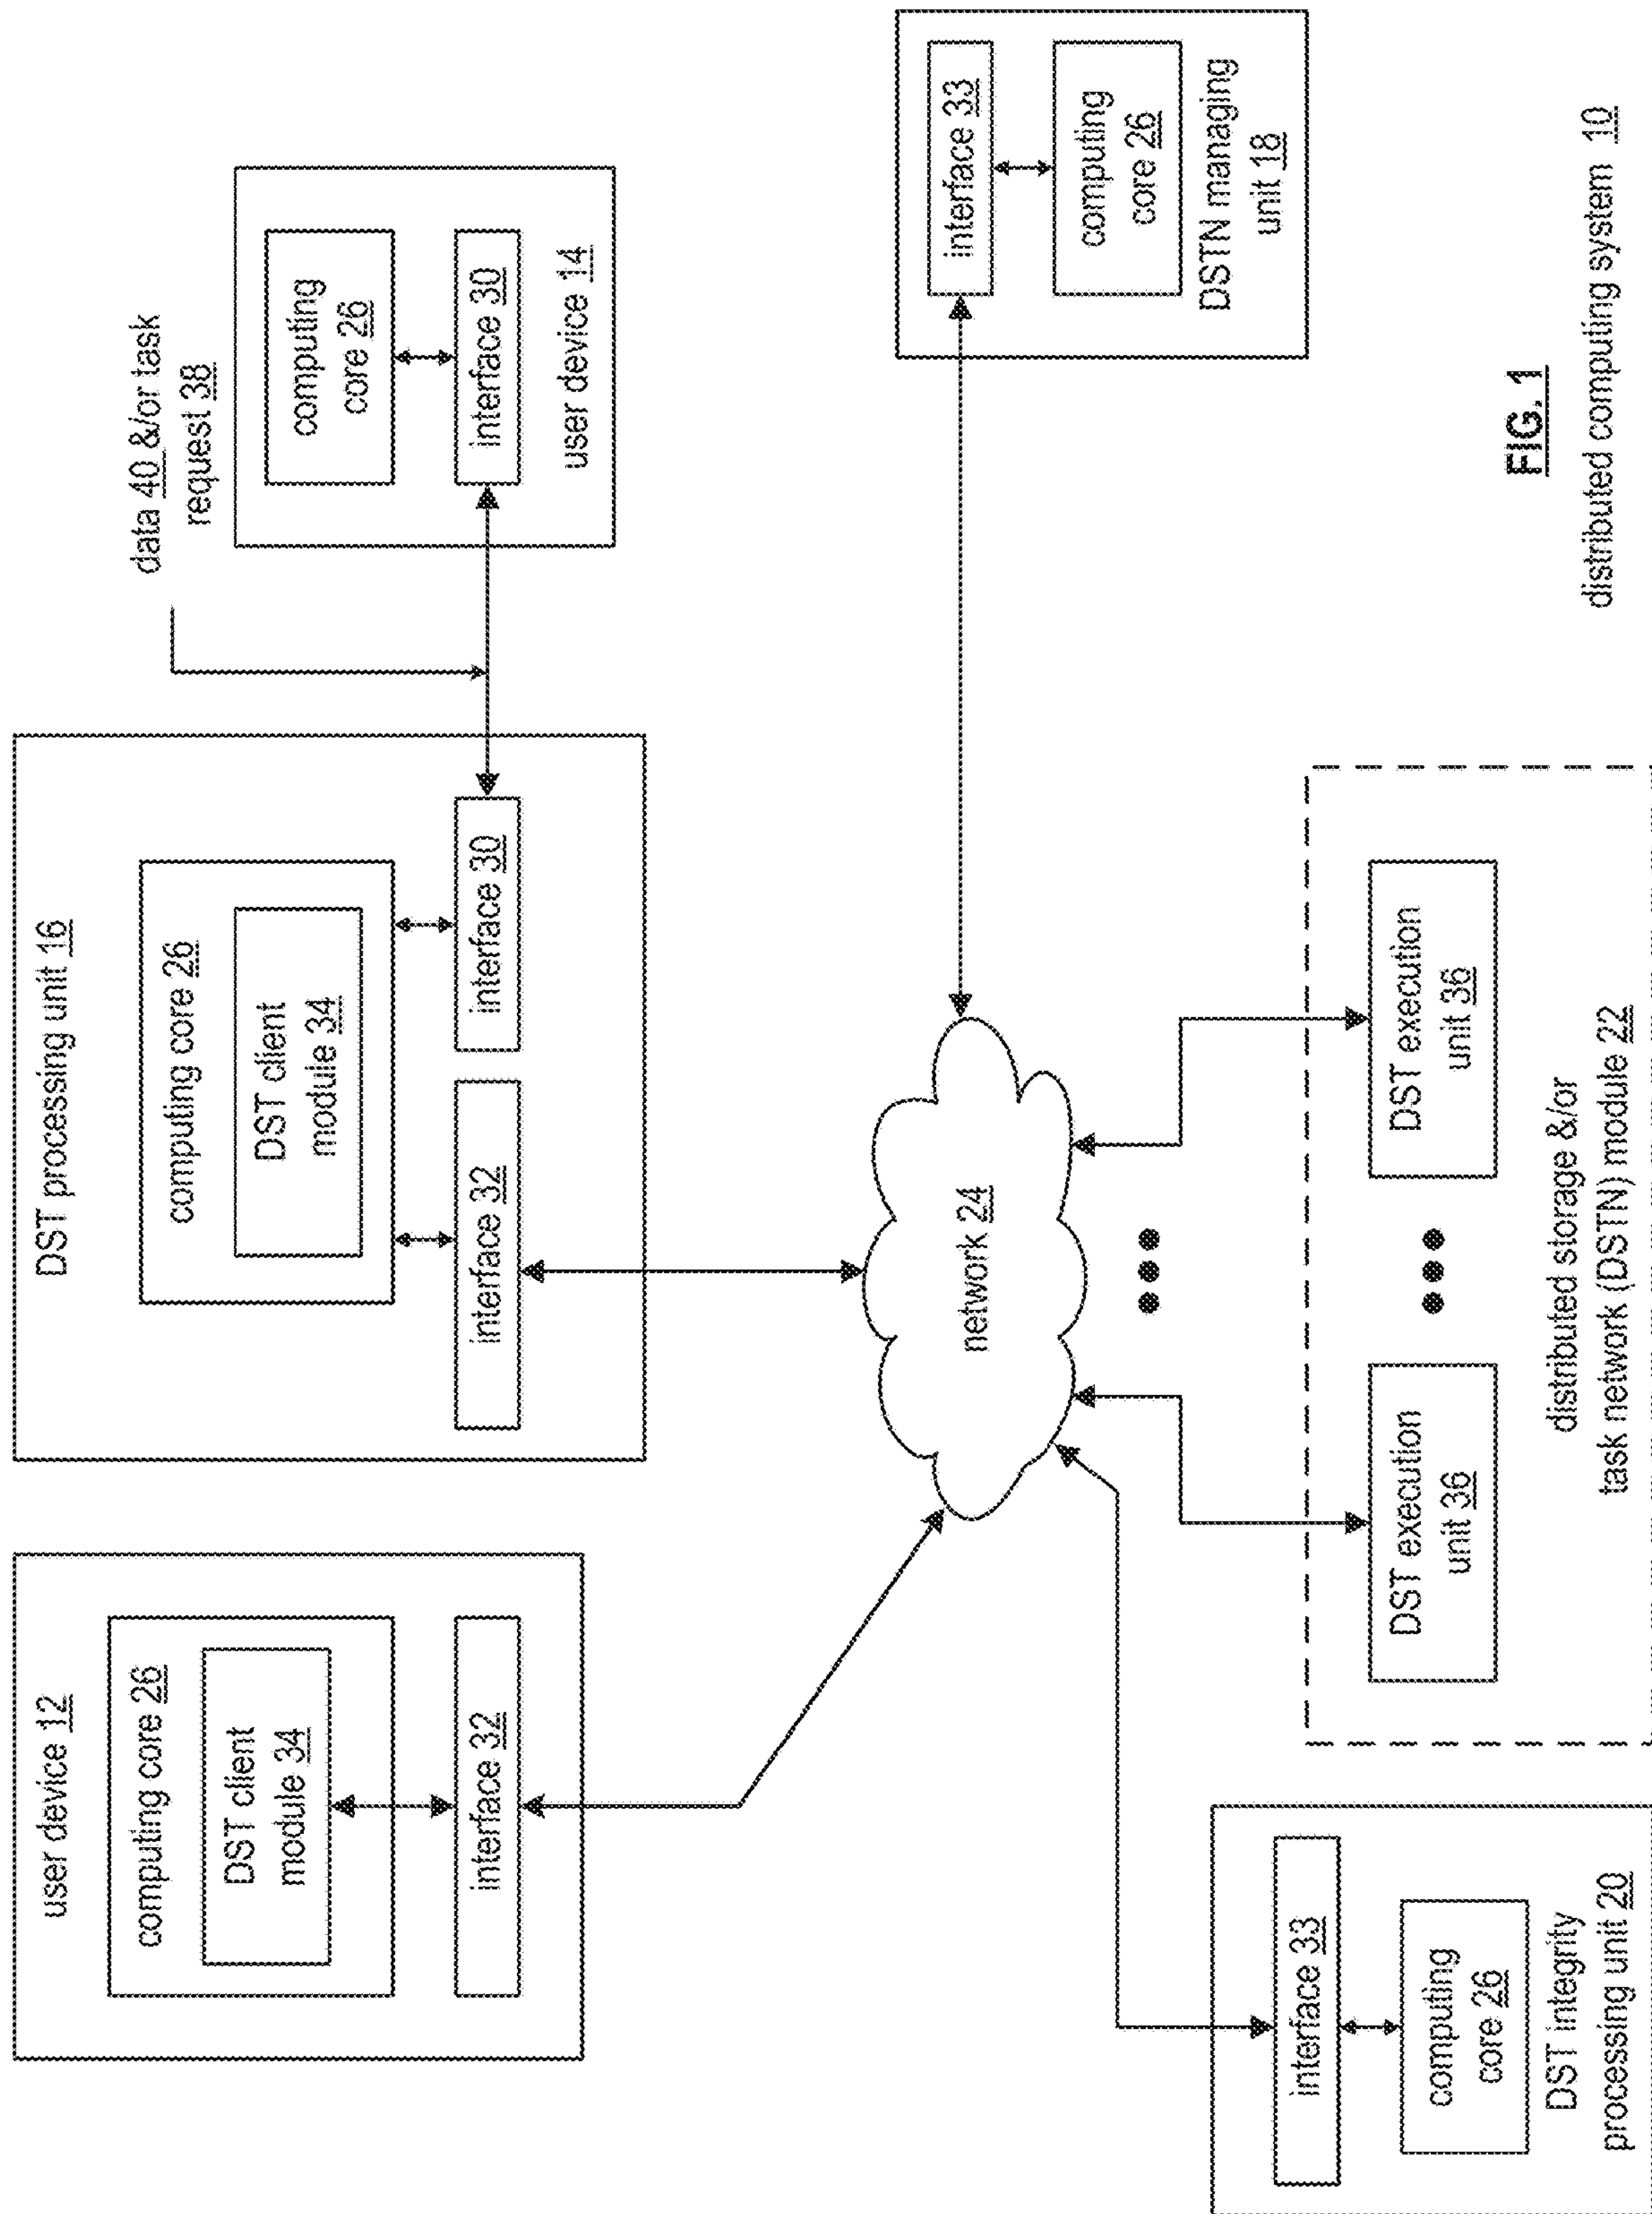 user device 12
computing core 26
DST client
module 34
interface 32
DST processing unit 16
computing core 26
DST client
module 34
interface 32
interface 30
data 40 &/or task
request 38
computing
core 26
interface 30
user device 14
network 24
interface 33
computing
core 26
DSTN managing
unit 18
interface 33
computing
core 26
DST integrity
processing unit 20
DST execution
unit 36
DST execution
unit 36
distributed storage &/or
task network (DSTN) module 22
FIG. 1
distributed computing system 10